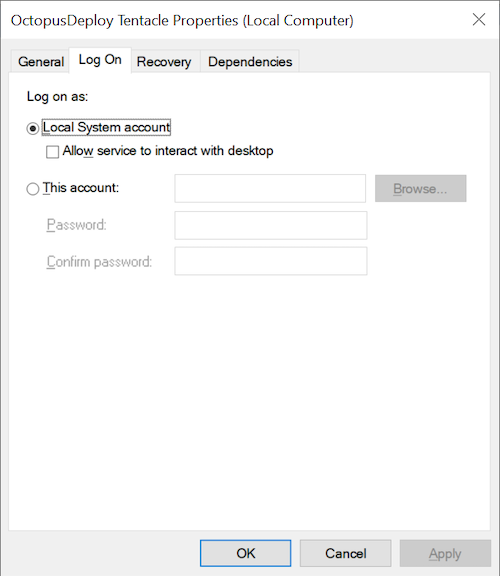 OctopusDeploy Tentacle Properties (Local Computer)
General Log On Recovery Dependencies
Log on as:
Local System account
Allow service to interact with desktop
This account:
Browse...
Password:
Confirm password:
OK Cancel Apply